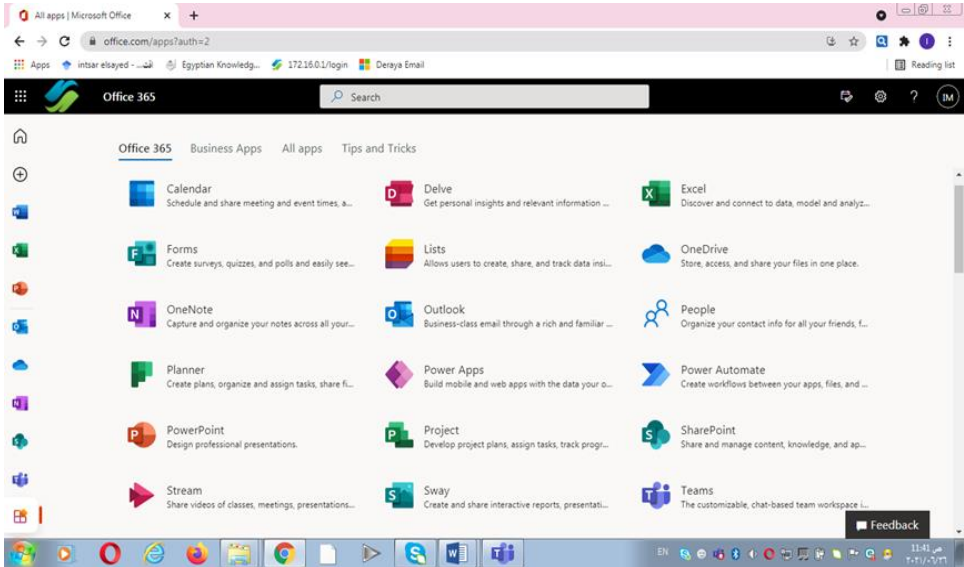 All apps | Microsoft Office
office.com/apps?auth=2
Apps
intsar elsayed - ...
Egyptian Knowledg...
172.16.0.1/login
Deraya Email
Reading list
Office 365
Search
IM
Office 365
Business Apps
All apps
Tips and Tricks
Calendar
Schedule and share meeting and event times, a...
Delve
Get personal insights and relevant information ...
Excel
Discover and connect to data, model and analyz...
Forms
Create surveys, quizzes, and polls and easily see...
Lists
Allows users to create, share, and track data insi...
OneDrive
Store, access, and share your files in one place.
OneNote
Capture and organize your notes across all your...
Outlook
Business-class email through a rich and familiar ...
People
Organize your contact info for all your friends, f...
Planner
Create plans, organize and assign tasks, share fi...
Power Apps
Build mobile and web apps with the data your o...
Power Automate
Create workflows between your apps, files, and ...
PowerPoint
Design professional presentations.
Project
Develop project plans, assign tasks, track progr...
SharePoint
Share and manage content, knowledge, and ap...
Stream
Share videos of classes, meetings, presentations...
Sway
Create and share interactive reports, presentati...
Teams
The customizable, chat-based team workspace i...
Feedback
EN
11:41 ص
٢٠٢١/٠٧/٢٦